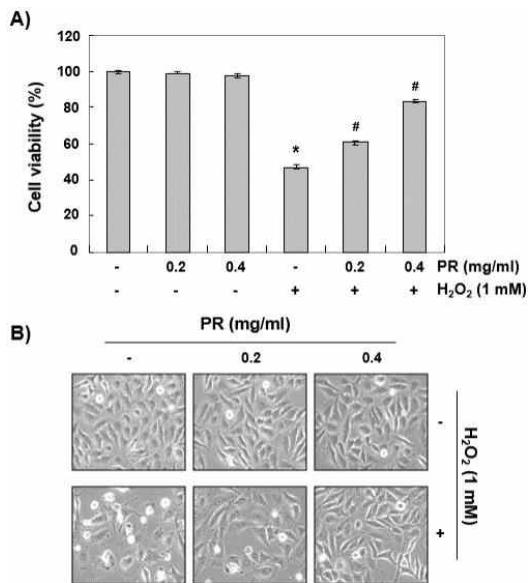 A)
120
100
80
60
40
20
0
Cell viability (%)
*
#
#
- 0.2 0.4 - 0.2 0.4 PR (mg/ml)
- - - + + + H₂O₂ (1 mM)
PR (mg/ml)
B)
- 0.2 0.4
-
+
H₂O₂ (1 mM)